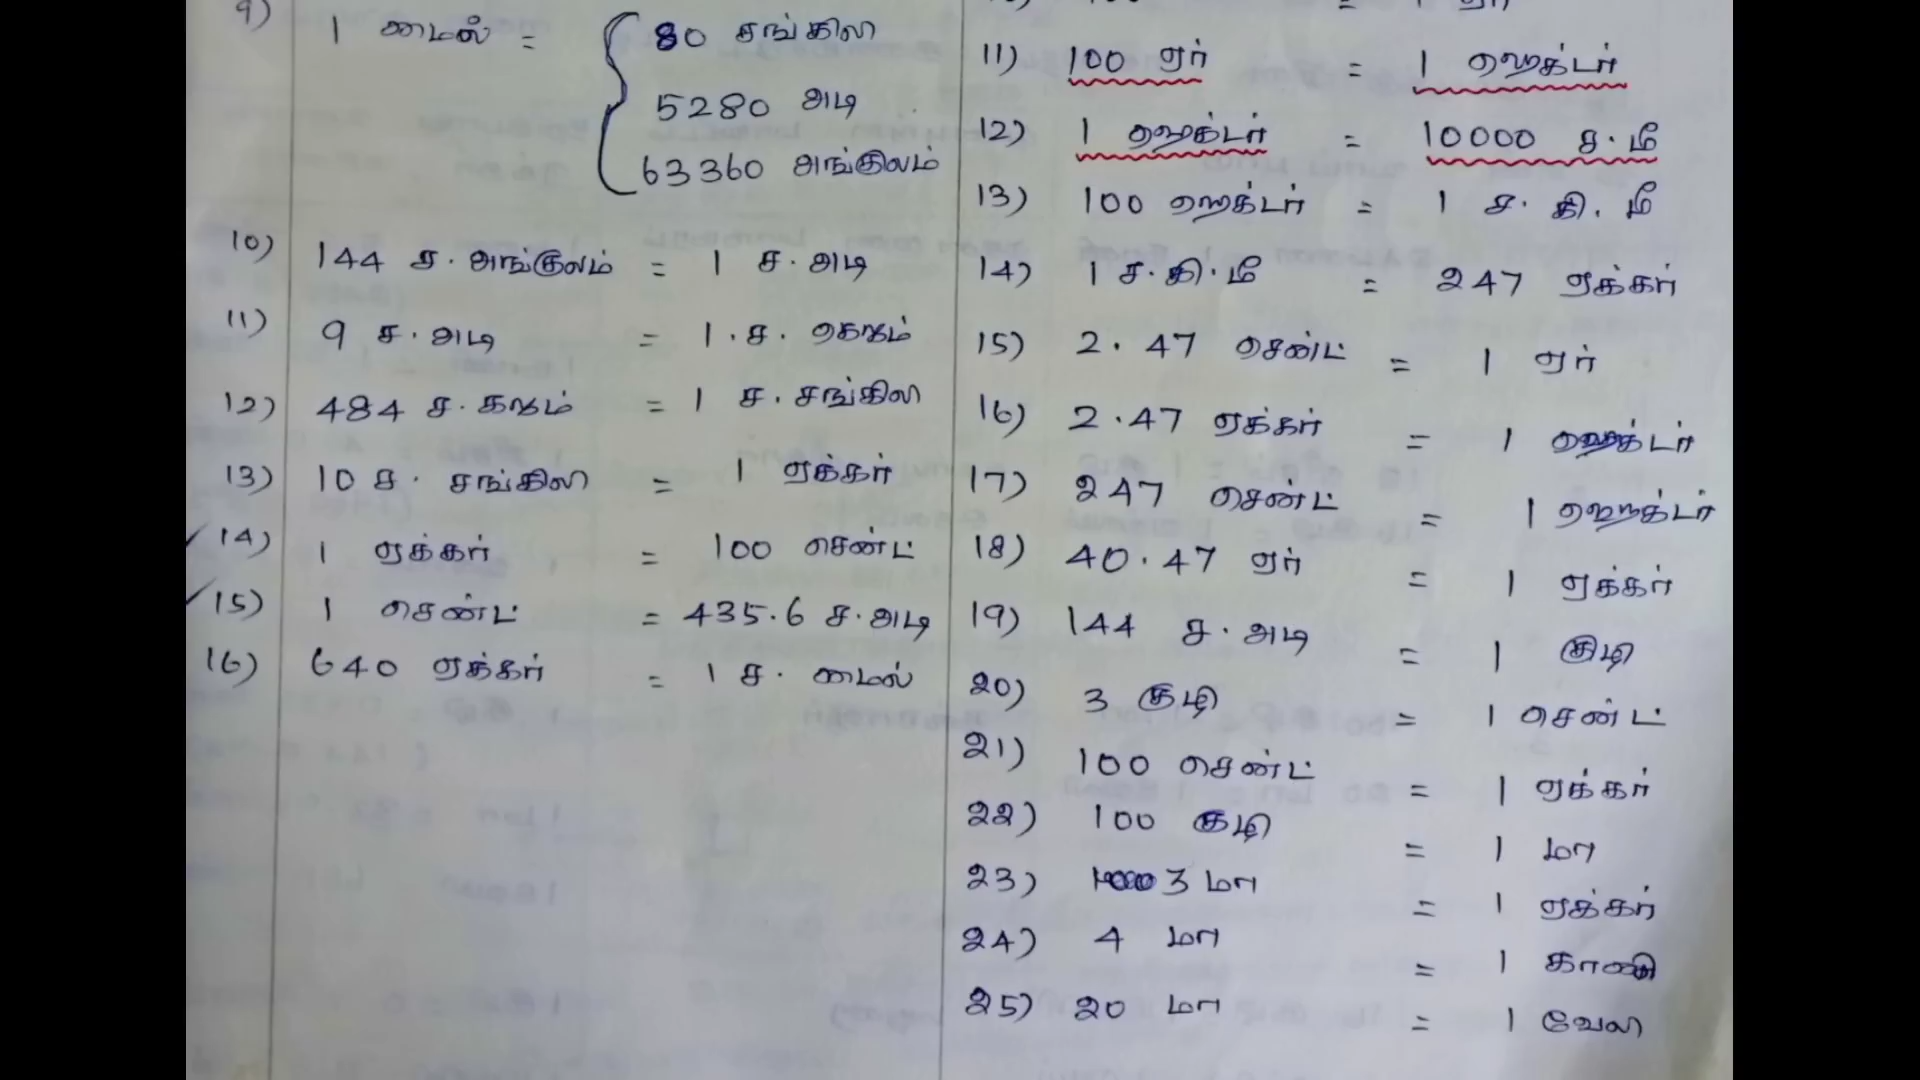 9) 1 மைல் = 80 சங்கிலி
5280 அடி
63360 அங்கிலம்
10) 144 ச. அங்குலம் = 1 ச. அடி
11) 9 ச. அடி = 1. ச. கெஜம்
12) 484 ச. கஜம் = 1 ச. சங்கிலி
13) 10 ச. சங்கிலி = 1 ஏக்கர்
14) 1 ஏக்கர் = 100 சென்ட்
15) 1 சென்ட் = 435.6 ச. அடி
16) 640 ஏக்கர் = 1 ச. மைல்
= 1 ஏர்
11) 100 ஏர் = 1 ஹெக்டர்
12) 1 ஹெக்டர் = 10000 ச. மீ
13) 100 ஹெக்டர் = 1 ச. கி. மீ
14) 1 ச. கி. மீ = 247 ஏக்கர்
15) 2.47 சென்ட் = 1 ஏர்
16) 2.47 ஏக்கர் = 1 ஹெக்டர்
17) 247 சென்ட் = 1 ஹெக்டர்
18) 40.47 ஏர் = 1 ஏக்கர்
19) 144 ச. அடி = 1 குழி
20) 3 குழி = 1 சென்ட்
21) 100 சென்ட் = 1 ஏக்கர்
22) 100 குழி = 1 மா
23) 3 மா = 1 ஏக்கர்
24) 4 மா = 1 காணி
25) 20 மா = 1 வேலி